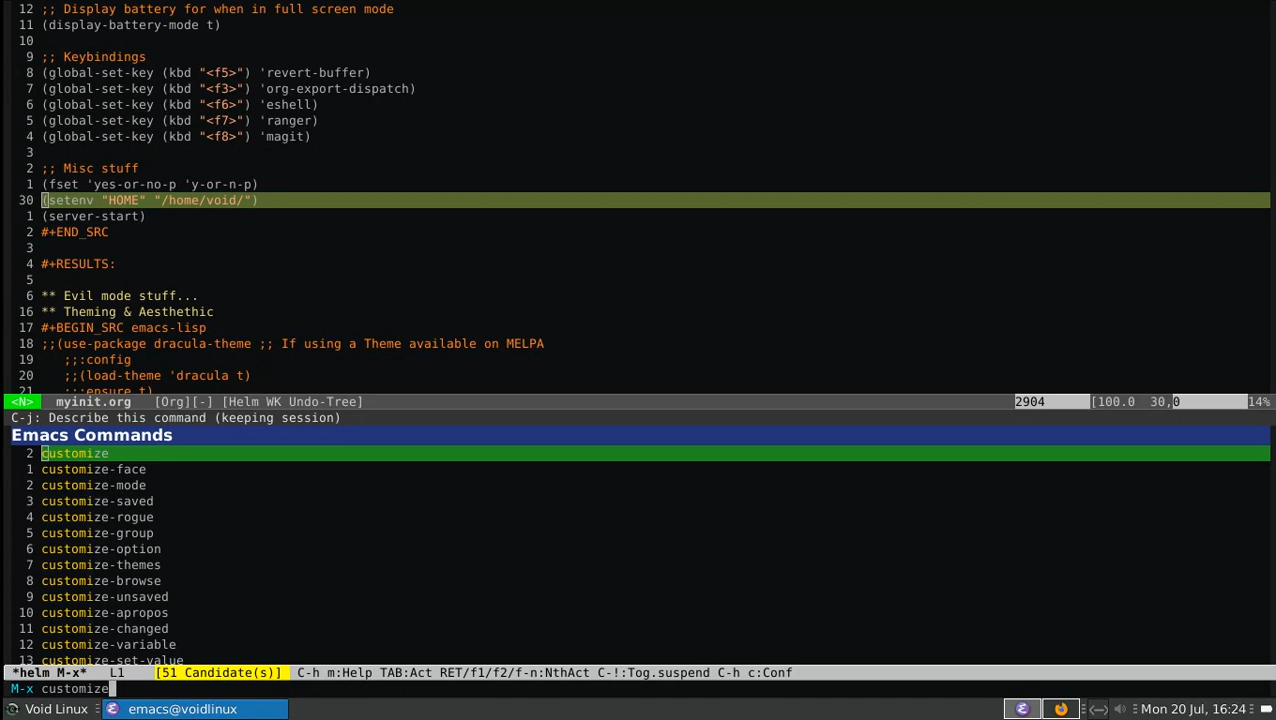 12 ;; Display battery for when in full screen mode
11 (display-battery-mode t)
10
9 ;; Keybindings
8 (global-set-key (kbd "<f5>") 'revert-buffer)
7 (global-set-key (kbd "<f3>") 'org-export-dispatch)
6 (global-set-key (kbd "<f6>") 'eshell)
5 (global-set-key (kbd "<f7>") 'ranger)
4 (global-set-key (kbd "<f8>") 'magit)
3
2 ;; Misc stuff
1 (fset 'yes-or-no-p 'y-or-n-p)
30 (setenv "HOME" "/home/void/")
1 (server-start)
2 #+END_SRC
3
4 #+RESULTS:
5
6 ** Evil mode stuff...
16 ** Theming & Aesthethic
17 #+BEGIN_SRC emacs-lisp
18 ;;(use-package dracula-theme ;; If using a Theme available on MELPA
19 ;;:config
20 ;;(load-theme 'dracula t)
21 ;;:ensure t)
<N> myinit.org [Org][-] [Helm WK Undo-Tree] 2904 [100.0 30,0 14%
C-j: Describe this command (keeping session)
Emacs Commands
2 customize
1 customize-face
2 customize-mode
3 customize-saved
4 customize-rogue
5 customize-group
6 customize-option
7 customize-themes
8 customize-browse
9 customize-unsaved
10 customize-apropos
11 customize-changed
12 customize-variable
13 customize-set-value
*helm M-x* L1 [51 Candidate(s)] C-h m:Help TAB:Act RET/f1/f2/f-n:NthAct C-!:Tog.suspend C-h c:Conf
M-x customize
Void Linux emacs@voidlinux Mon 20 Jul, 16:24